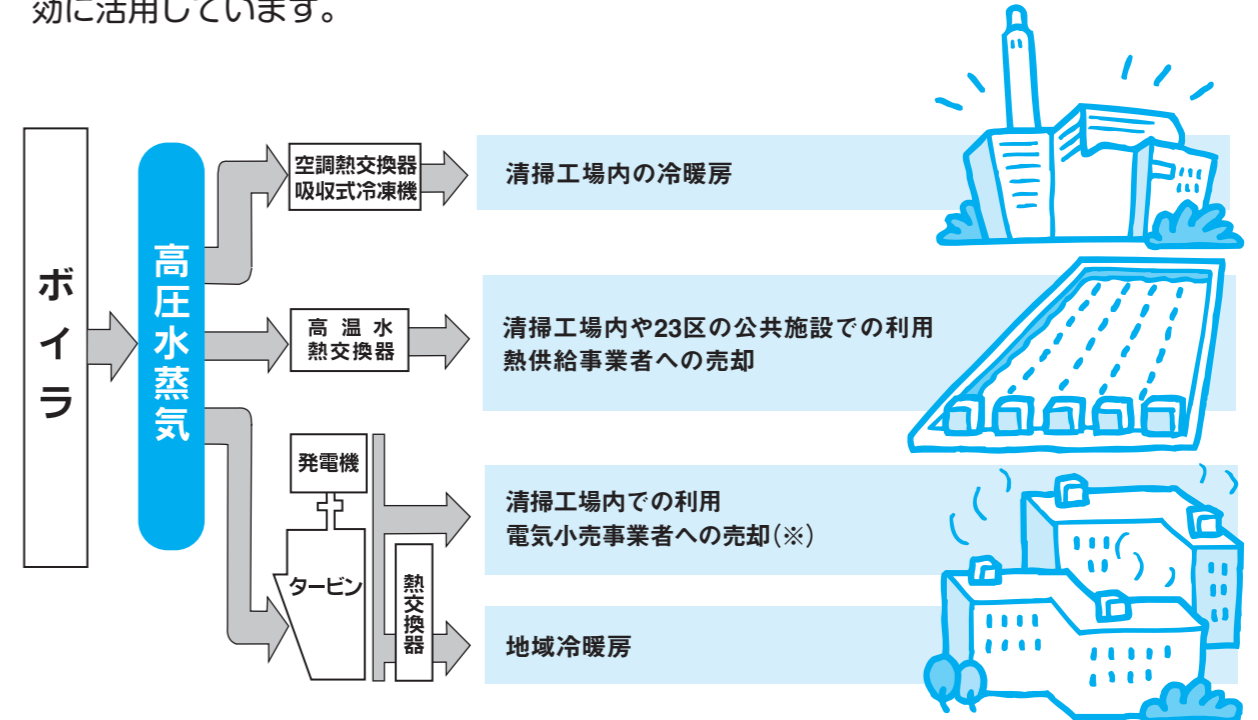 効に活用しています。
ボイラ
高圧水蒸気
空調熱交換器
吸収式冷凍機
清掃工場内の冷暖房
高温水
熱交換器
清掃工場内や23区の公共施設での利用
熱供給事業者への売却
発電機
タービン
熱交換器
清掃工場内での利用
電気小売事業者への売却(※)
地域冷暖房